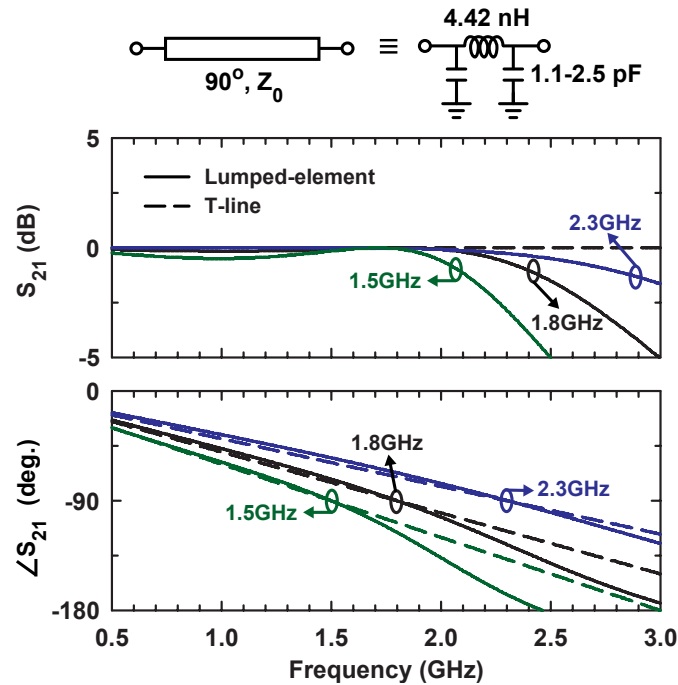 4.42 nH
≡
90°, Z0
1.1-2.5 pF
5
Lumped-element
T-line
2.3GHz
S21 (dB)
0
1.5GHz
1.8GHz
-5
0
1.8GHz
∠S21 (deg.)
-90
2.3GHz
1.5GHz
-180
0.5 1.0 1.5 2.0 2.5 3.0
Frequency (GHz)